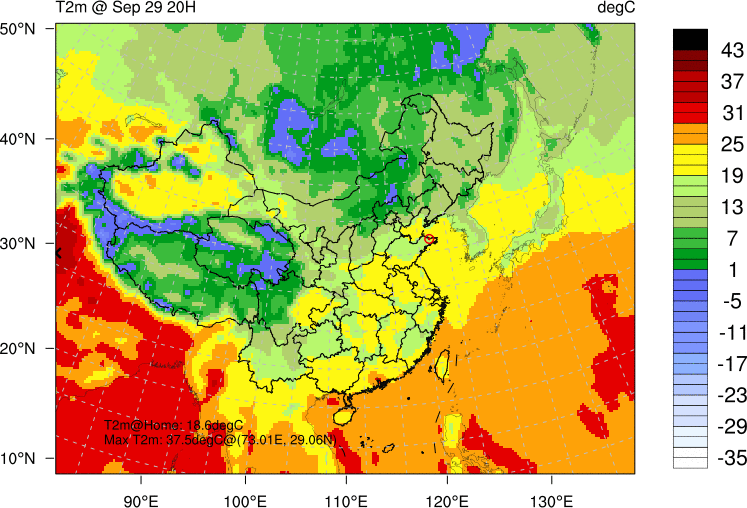 T2m @ Sep 29 20H
degC
50°N
40°N
30°N
20°N
10°N
80°E
100°E
110°E
120°E
130°E
T2m@Home: 18.6degC
Max T2m: 37.5degC@(73.01E, 29.06N)
43
37
31
25
19
13
7
1
-5
-11
-17
-23
-29
-35